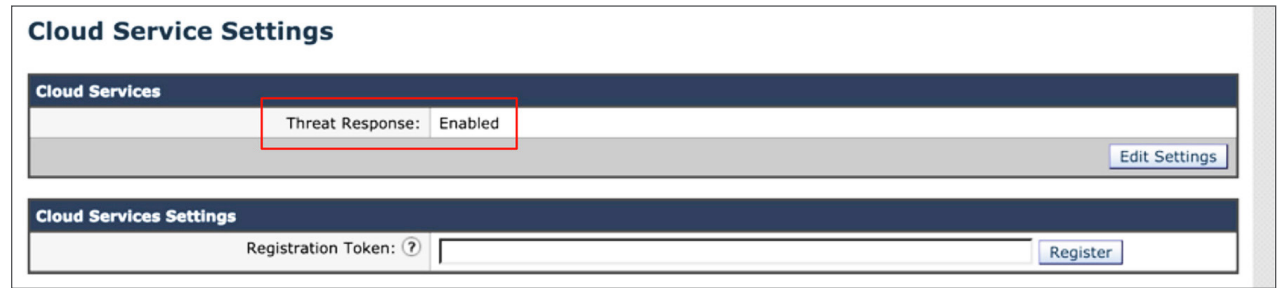 Cloud Service Settings
Cloud Services
Threat Response: Enabled
Edit Settings
Cloud Services Settings
Registration Token: ? Register